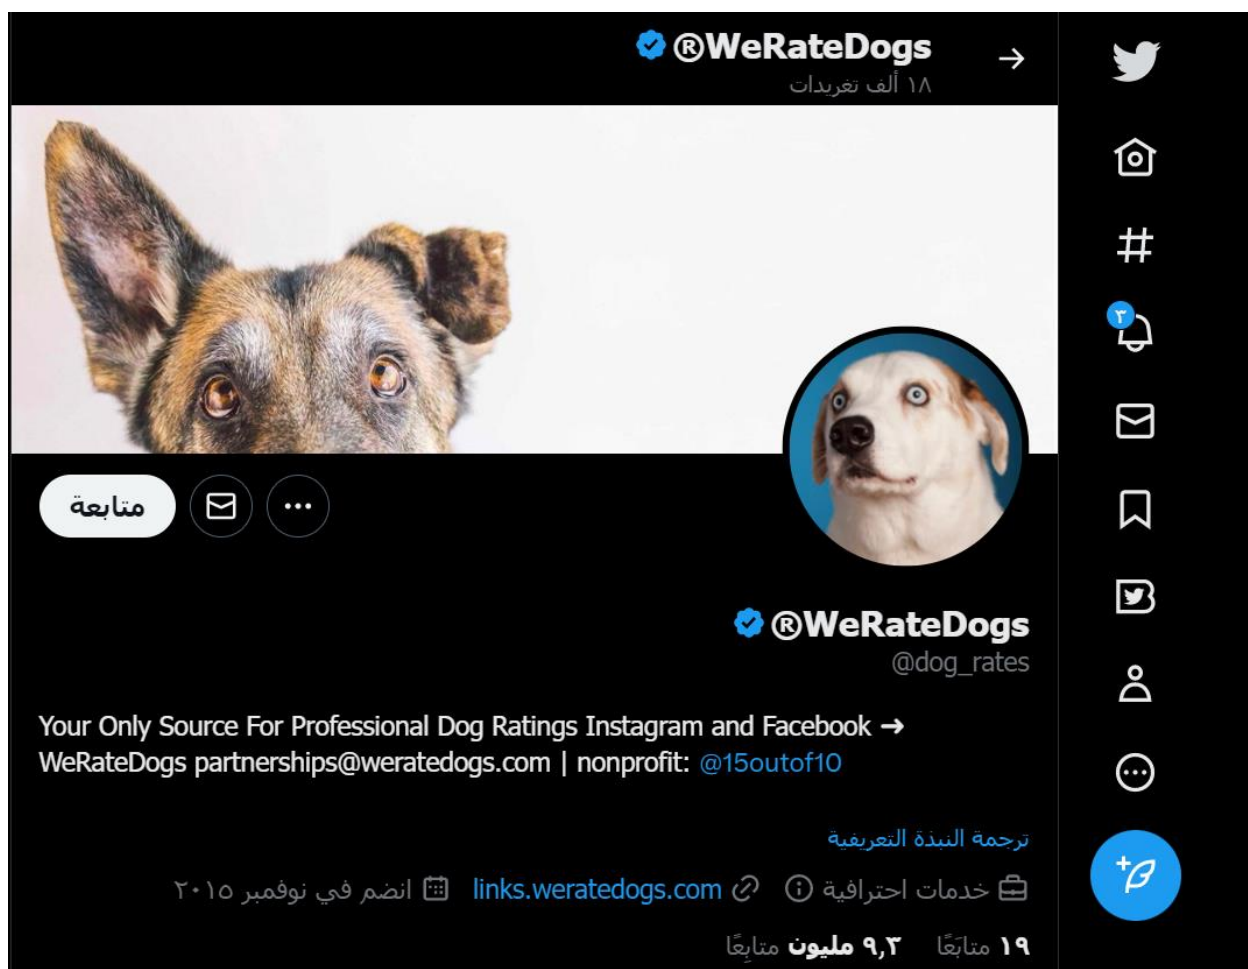 WeRateDogs®
١٨ ألف تغريدات
٣
متابعة
WeRateDogs®
@dog_rates
Your Only Source For Professional Dog Ratings Instagram and Facebook →
WeRateDogs partnerships@weratedogs.com | nonprofit: @15outof10
ترجمة النبذة التعريفية
خدمات احترافية links.weratedogs.com انضم في نوفمبر ٢٠١٥
١٩ متابَعًا ٩,٣ مليون متابِعًا